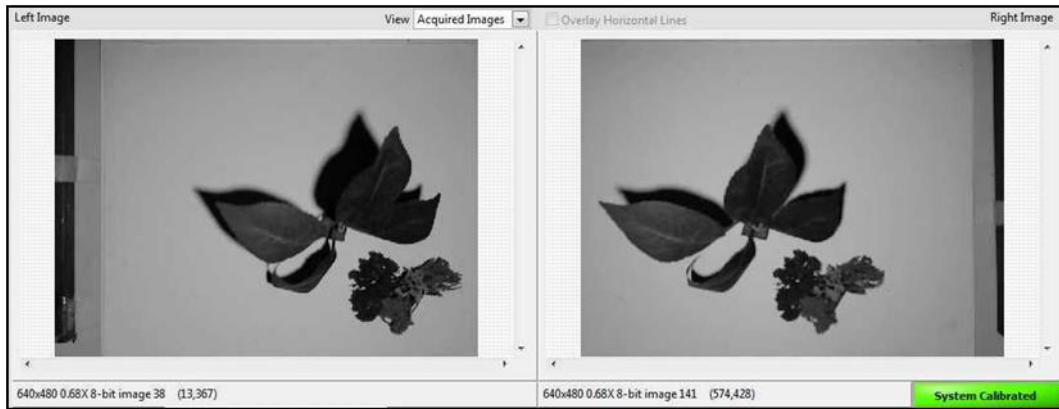 Left Image
View Acquired Images
Overlay Horizontal Lines
Right Image
640x480 0.68X 8-bit image 38 (13,367)
640x480 0.68X 8-bit image 141 (574,428)
System Calibrated